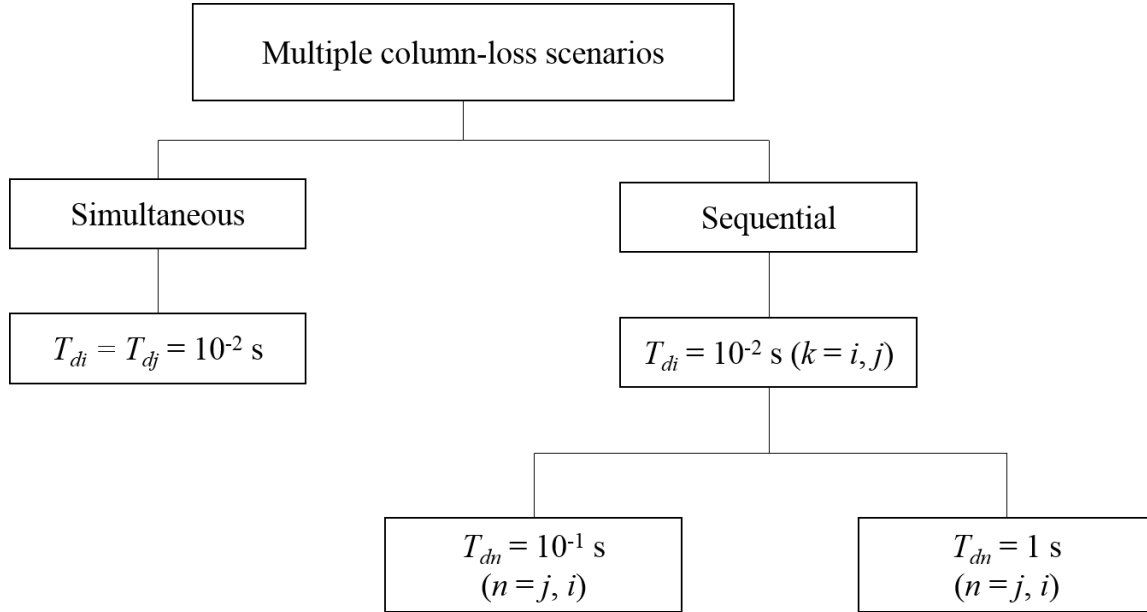 Multiple column-loss scenarios
Simultaneous
Sequential
T_di = T_dj = 10^-2 s
T_di = 10^-2 s (k = i, j)
T_dn = 10^-1 s
(n = j, i)
T_dn = 1 s
(n = j, i)